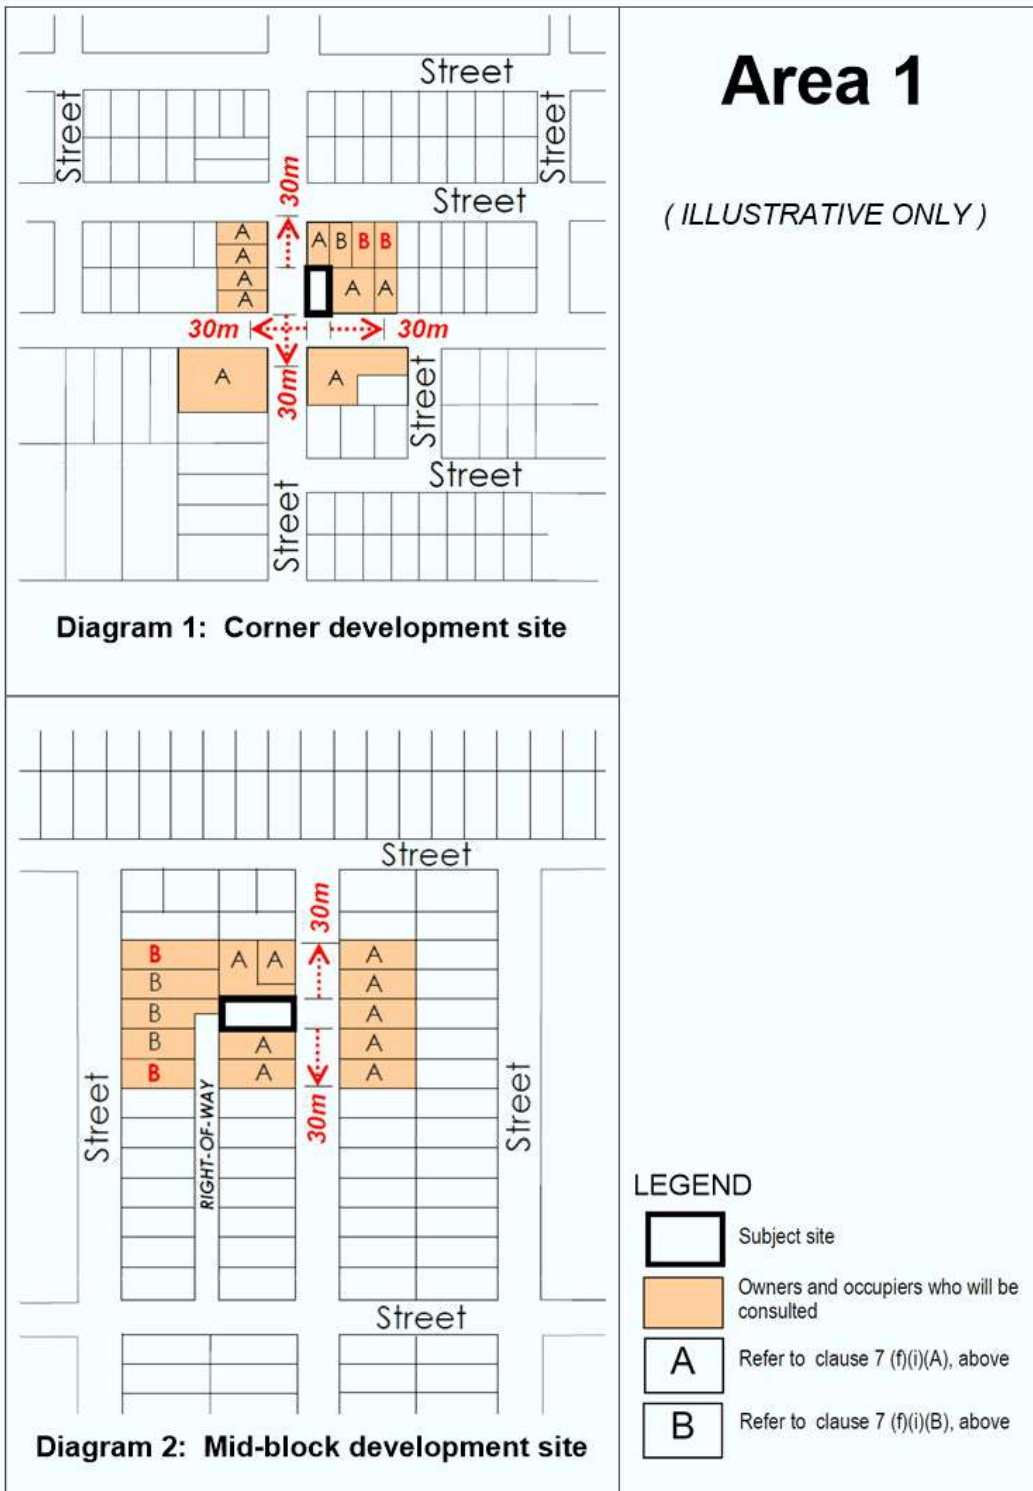 Area 1
( ILLUSTRATIVE ONLY )
Street
Street
Street
Street
30m
A
A
A
A
A
B
B
B
A
A
30m
30m
30m
A
A
Street
Street
Street
Diagram 1: Corner development site
Street
30m
B
A
A
A
B
A
B
A
B
A
A
B
A
A
30m
Street
RIGHT-OF-WAY
Street
Street
Diagram 2: Mid-block development site
LEGEND
Subject site
Owners and occupiers who will be
consulted
A
Refer to clause 7 (f)(i)(A), above
B
Refer to clause 7 (f)(i)(B), above